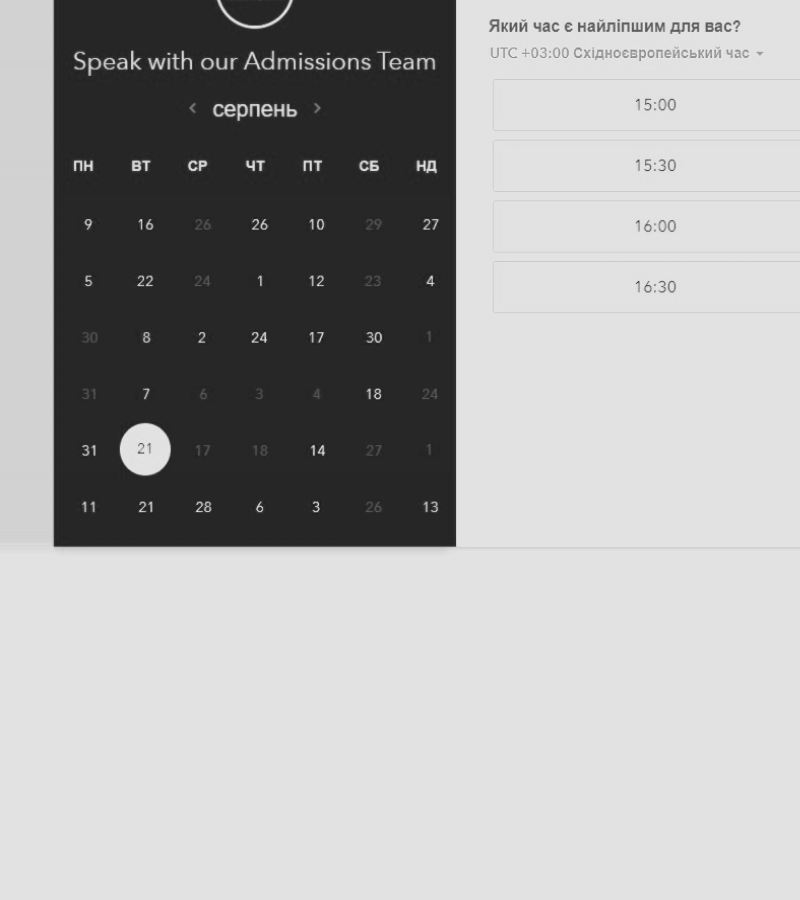 Speak with our Admissions Team
серпень
ПН ВТ СР ЧТ ПТ СБ НД
9 16 26 26 10 29 27
5 22 24 1 12 23 4
30 8 2 24 17 30 1
31 7 6 3 4 18 24
31 21 17 18 14 27 1
11 21 28 6 3 26 13
Який час є найліпшим для вас?
UTC +03:00 Східноєвропейський час
15:00
15:30
16:00
16:30